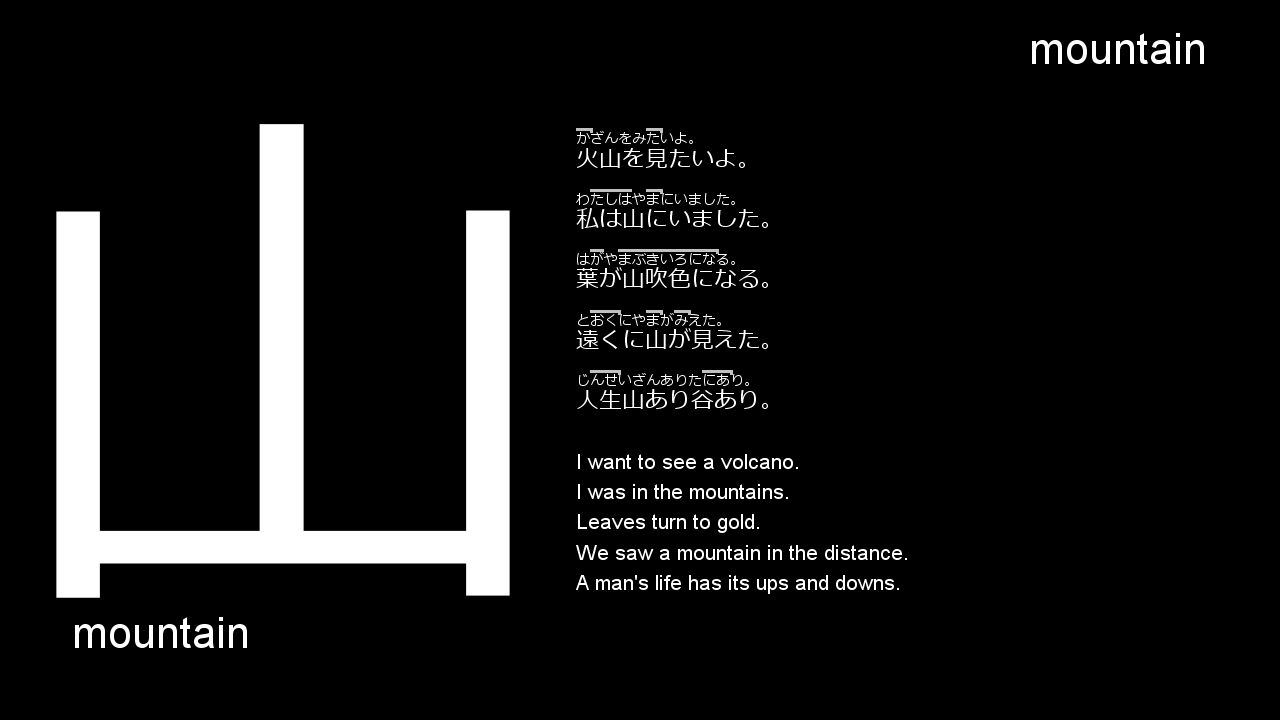 mountain
山
mountain
かざんをみたいよ。
火山を見たいよ。
わたしはやまにいました。
私は山にいました。
はがやまぶきいろになる。
葉が山吹色になる。
とおくにやまがみえた。
遠くに山が見えた。
じんせいざんありたにあり。
人生山あり谷あり。
I want to see a volcano.
I was in the mountains.
Leaves turn to gold.
We saw a mountain in the distance.
A man's life has its ups and downs.